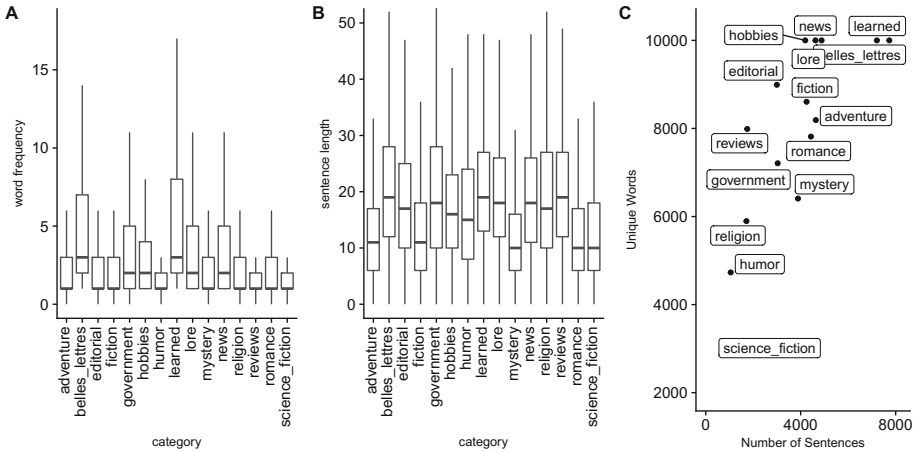 A
word frequency
15
10
5
0
adventure
belles_lettres
editorial
fiction
government
hobbies
humor
learned
lore
mystery
news
religion
reviews
romance
science_fiction
category
B
sentence length
50
40
30
20
10
0
adventure
belles_lettres
editorial
fiction
government
hobbies
humor
learned
lore
mystery
news
religion
reviews
romance
science_fiction
category
C
Unique Words
10000
8000
6000
4000
2000
news
learned
hobbies
lore
elles_lettres
editorial
fiction
adventure
reviews
romance
government
mystery
religion
humor
science_fiction
0
4000
8000
Number of Sentences